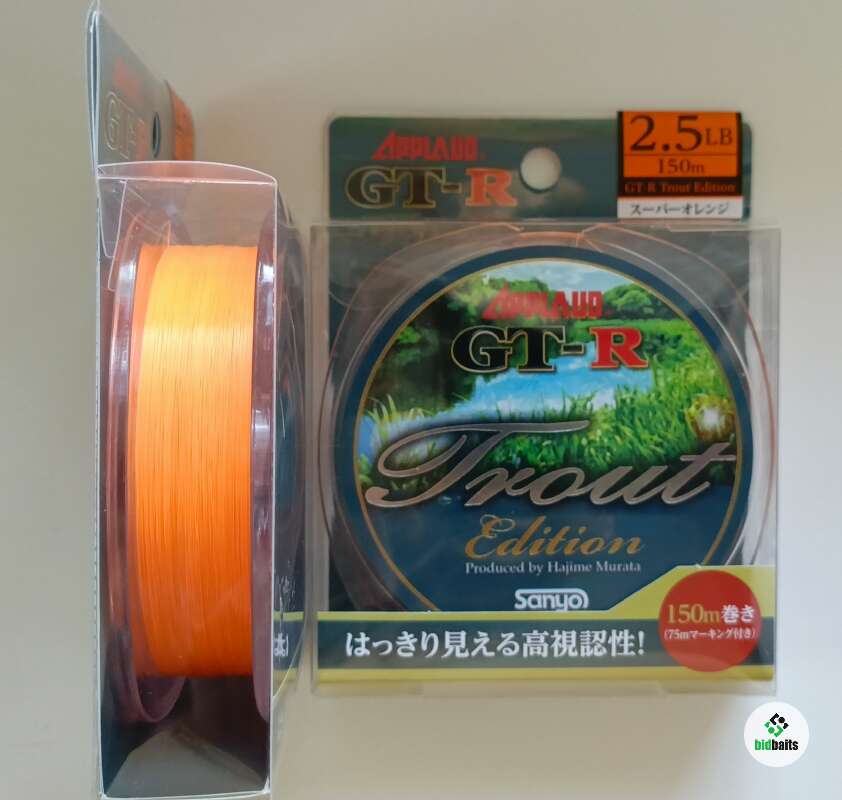 APPLAUD
GT-R
2.5LB
150m
GT-R Trout Edition
スーパーオレンジ
APPLAUD
GT-R
Trout
Edition
Produced by Hajime Murata
sanyo
150m巻き
(75mマーキング付き)
はっきり見える高視認性!
bidbaits